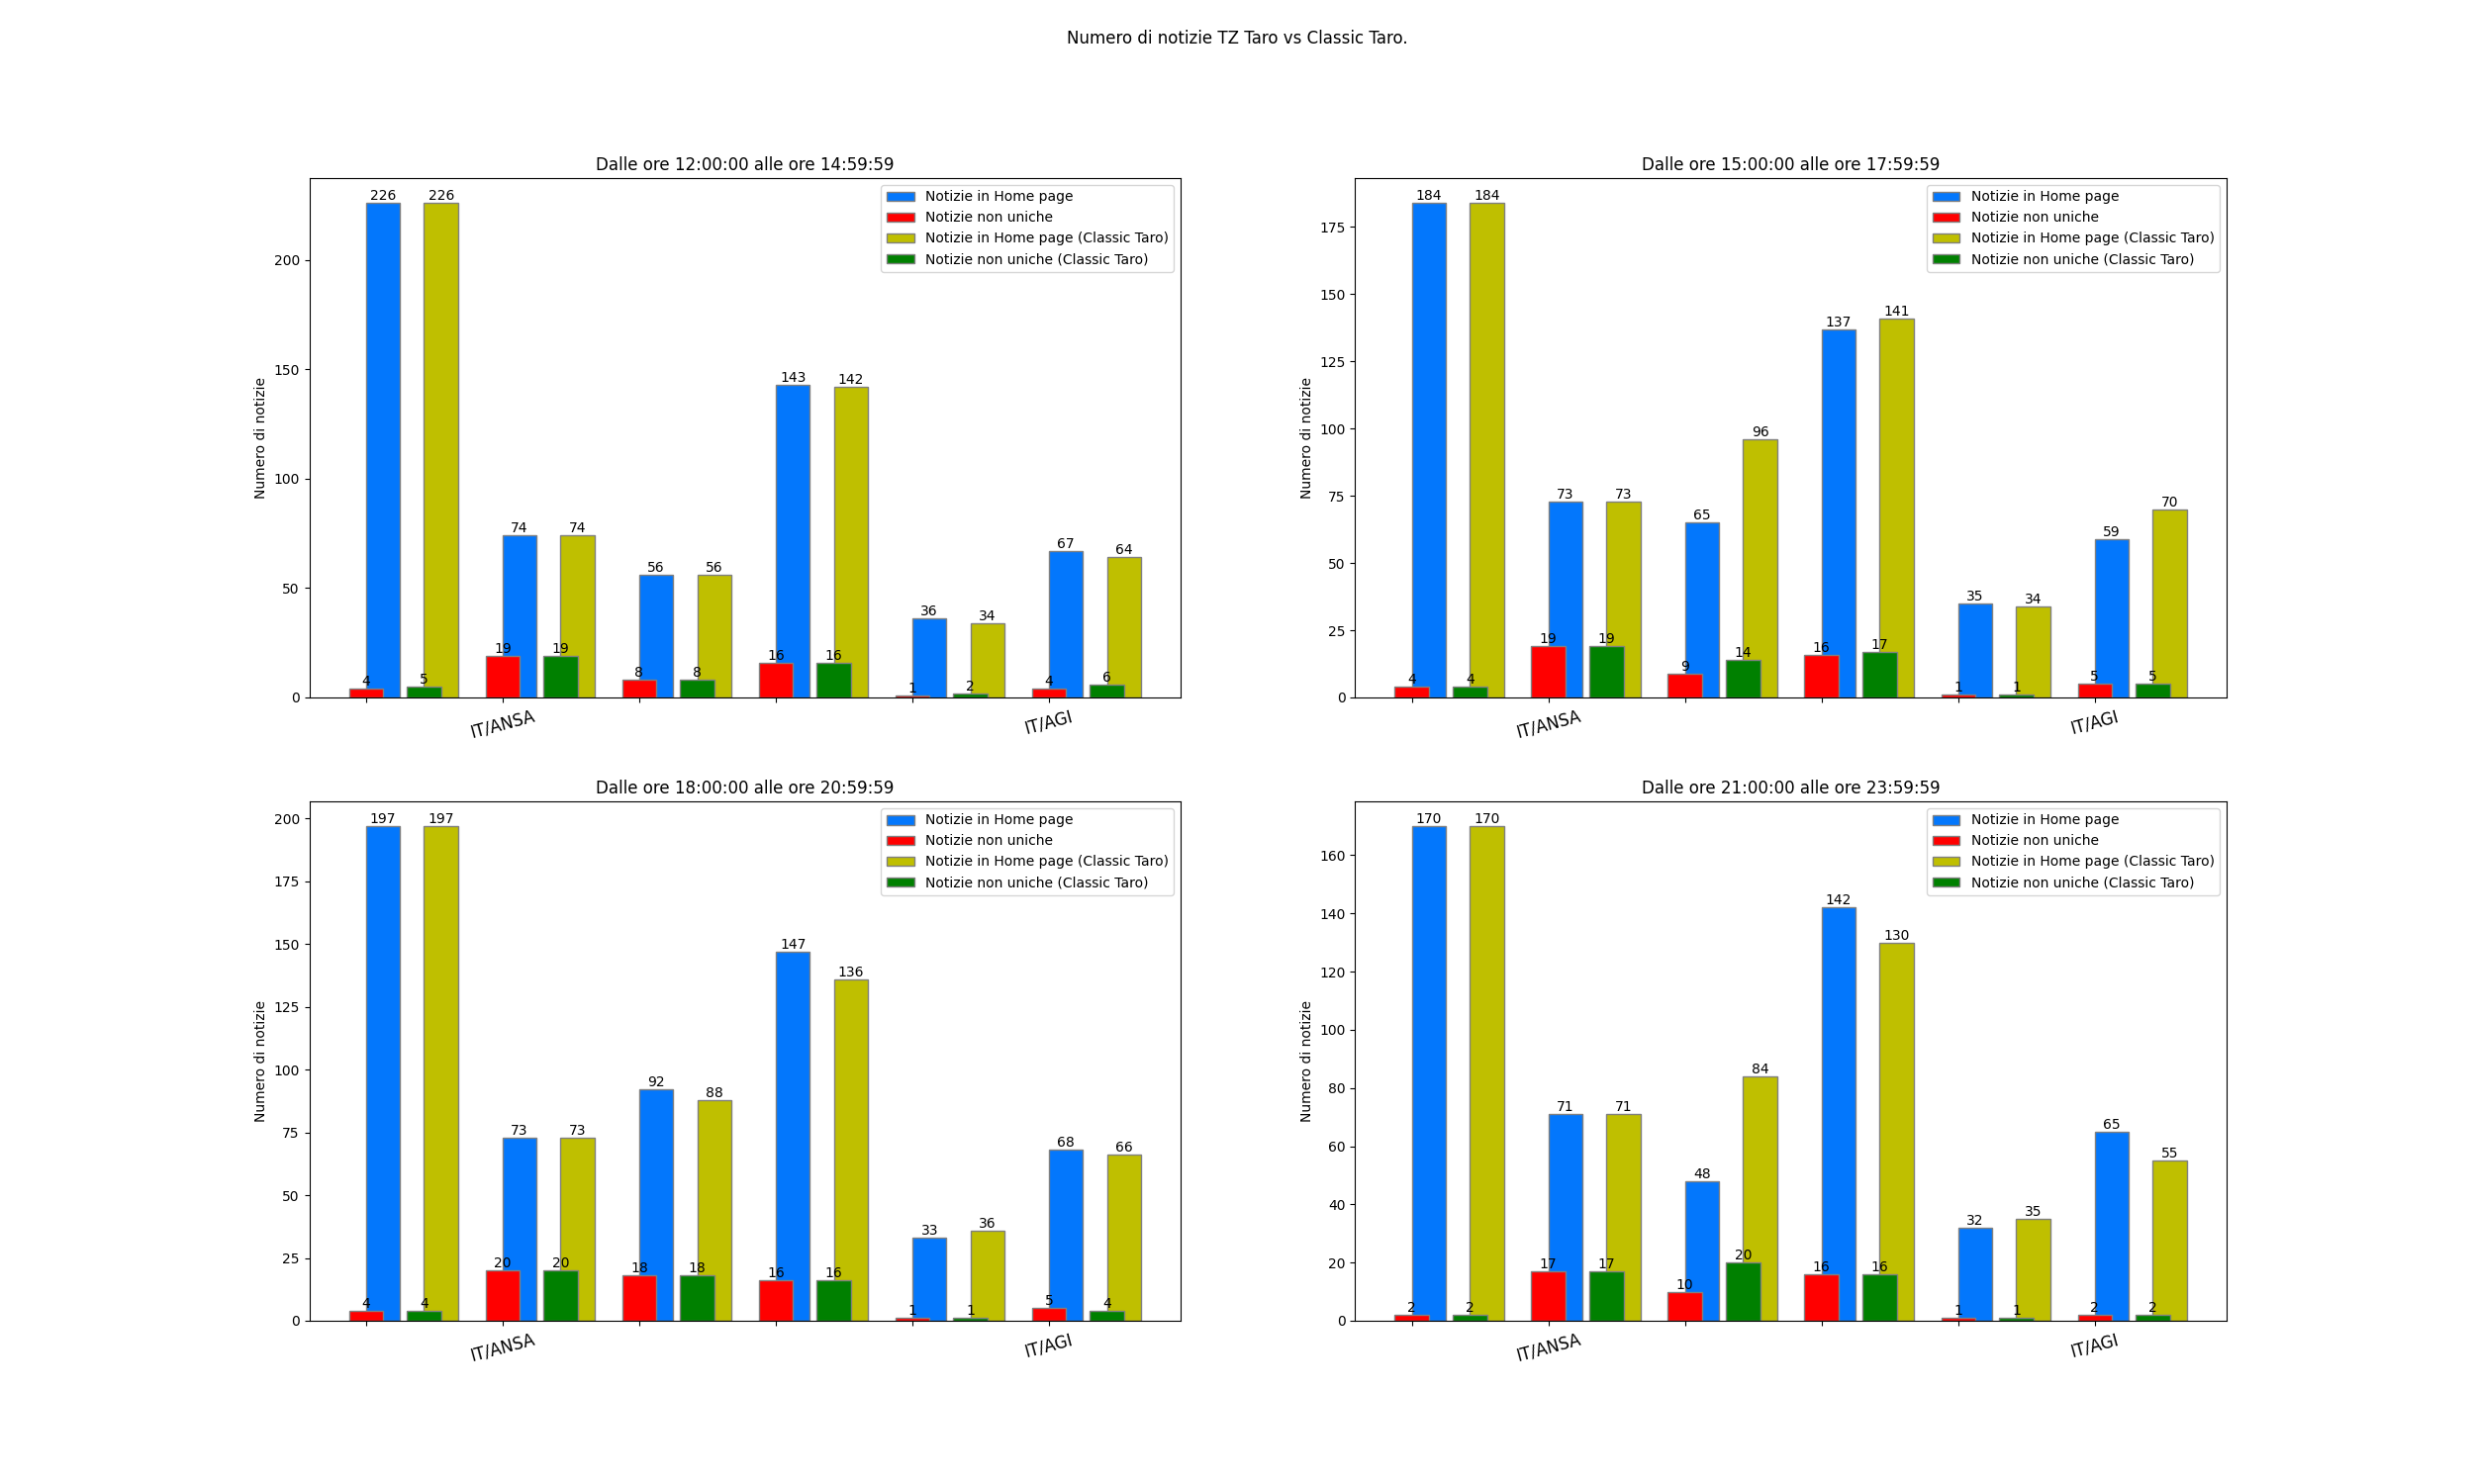 Numero di notizie TZ Taro vs Classic Taro.
Dalle ore 12:00:00 alle ore 14:59:59
Numero di notizie
200
150
100
50
0
226 226
74 74
56 56
143 142
36 34
67 64
4 5
19 19
8 8
16 16
1 2
4 6
Notizie in Home page
Notizie non uniche
Notizie in Home page (Classic Taro)
Notizie non uniche (Classic Taro)
IT/ANSA
IT/AGI
Dalle ore 15:00:00 alle ore 17:59:59
Numero di notizie
175
150
125
100
75
50
25
0
184 184
73 73
65 96
137 141
35 34
59 70
4 4
19 19
9 14
16 17
1 1
5 5
Notizie in Home page
Notizie non uniche
Notizie in Home page (Classic Taro)
Notizie non uniche (Classic Taro)
IT/ANSA
IT/AGI
Dalle ore 18:00:00 alle ore 20:59:59
Numero di notizie
200
175
150
125
100
75
50
25
0
197 197
73 73
92 88
147 136
33 36
68 66
4 4
20 20
18 18
16 16
1 1
5 4
Notizie in Home page
Notizie non uniche
Notizie in Home page (Classic Taro)
Notizie non uniche (Classic Taro)
IT/ANSA
IT/AGI
Dalle ore 21:00:00 alle ore 23:59:59
Numero di notizie
160
140
120
100
80
60
40
20
0
170 170
71 71
48 84
142 130
32 35
65 55
2 2
17 17
10 20
16 16
1 1
2 2
Notizie in Home page
Notizie non uniche
Notizie in Home page (Classic Taro)
Notizie non uniche (Classic Taro)
IT/ANSA
IT/AGI